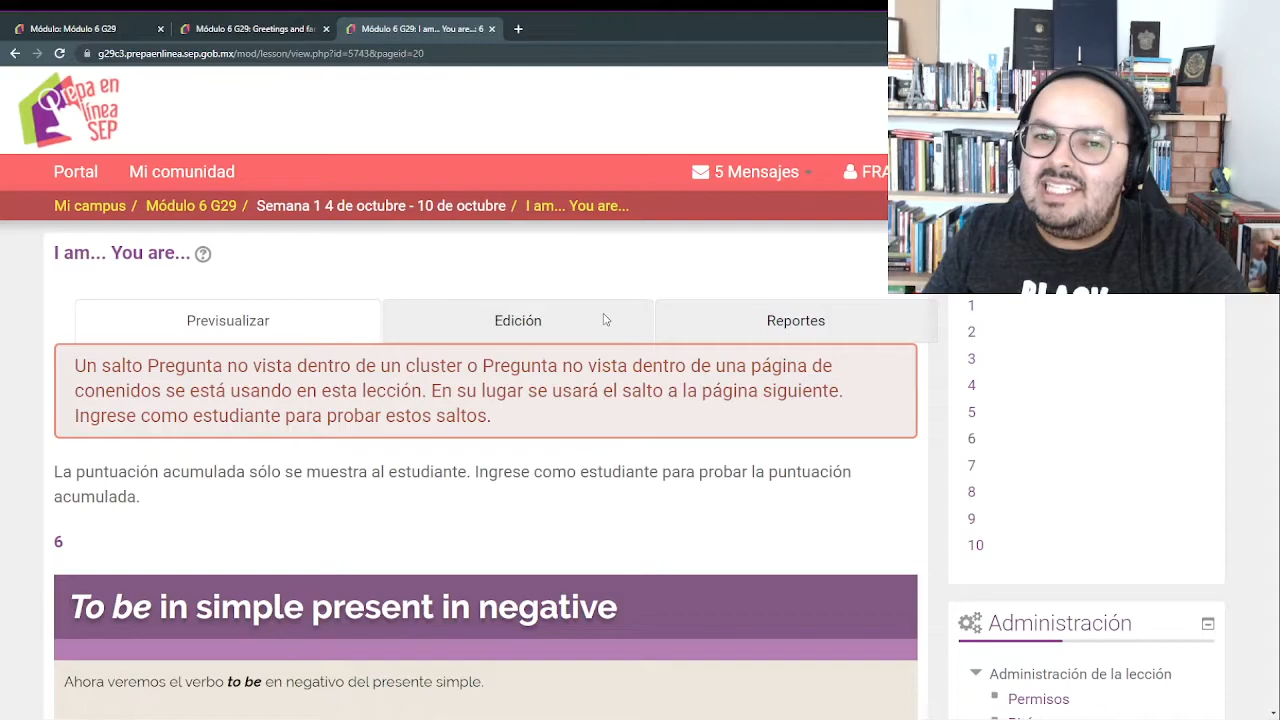 Módulo: Módulo 6 G29
Módulo 6 G29: Greetings and fa
Módulo 6 G29: I am... You are...: 6
g29c3.prepaenlinea.sep.gob.mx/mod/lesson/view.php?id=5743&pageid=20
Prepa en
línea
SEP
Portal
Mi comunidad
5 Mensajes
FRA
Mi campus / Módulo 6 G29 / Semana 1 4 de octubre - 10 de octubre / I am... You are...
I am... You are...
Previsualizar
Edición
Reportes
Un salto Pregunta no vista dentro de un cluster o Pregunta no vista dentro de una página de
conenidos se está usando en esta lección. En su lugar se usará el salto a la página siguiente.
Ingrese como estudiante para probar estos saltos.
La puntuación acumulada sólo se muestra al estudiante. Ingrese como estudiante para probar la puntuación
acumulada.
6
To be in simple present in negative
Ahora veremos el verbo to be en negativo del presente simple.
BLACK
1
2
3
4
5
6
7
8
9
10
Administración
Administración de la lección
Permisos